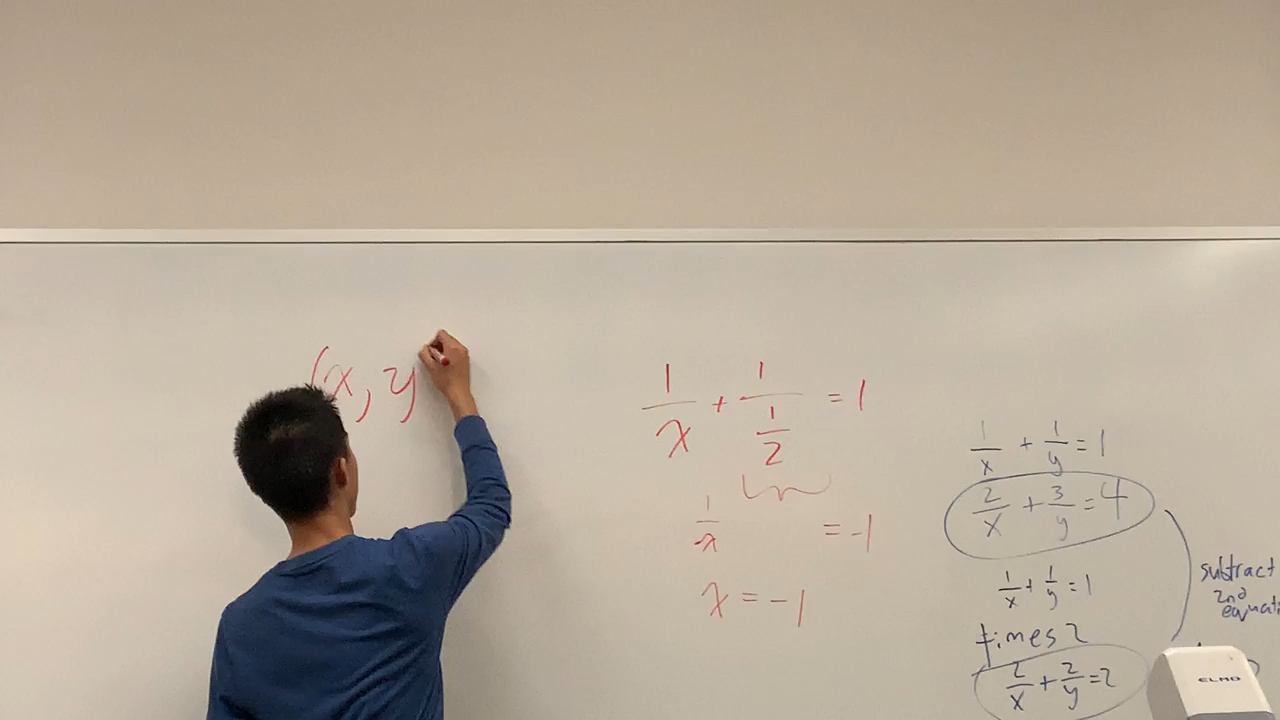 (x, y
1/x + 1/(1/2) = 1
1/x = -1
x = -1
1/x + 1/y = 1
2/x + 3/y = 4
1/x + 1/y = 1
times 2
2/x + 2/y = 2
subtract
2nd
ELMO